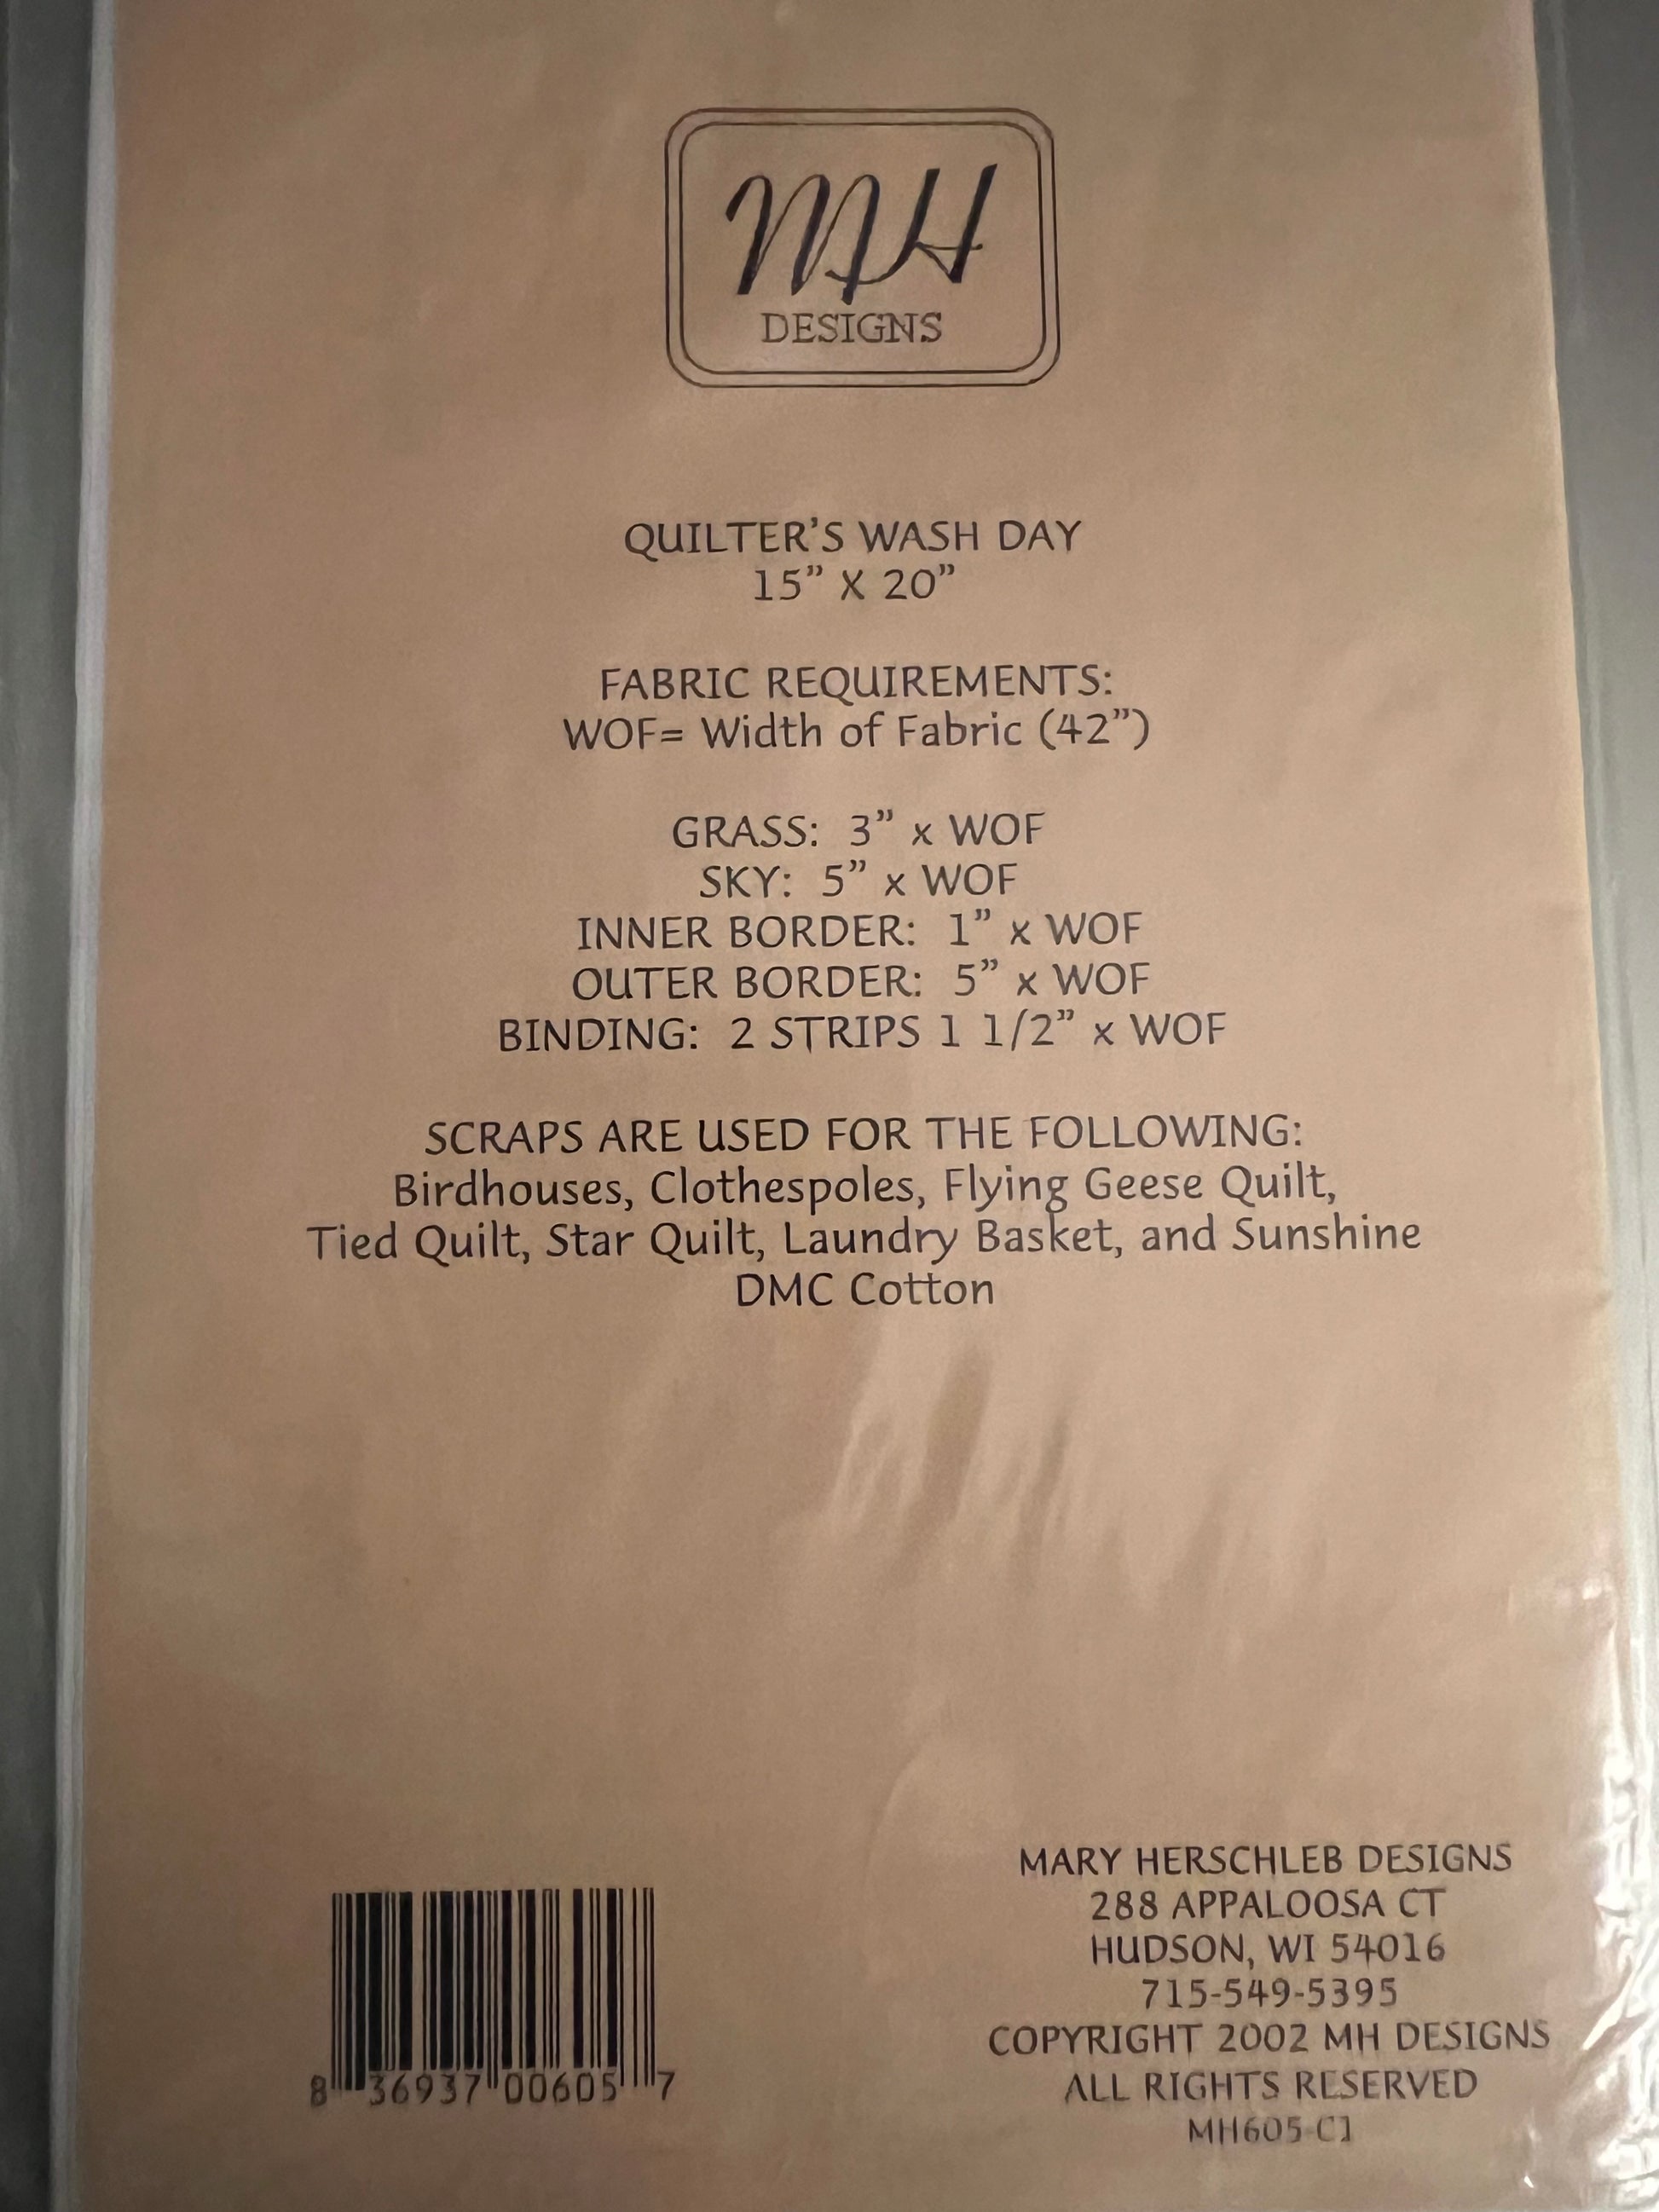 MH
DESIGNS
QUILTER'S WASH DAY
15" X 20"
FABRIC REQUIREMENTS:
WOF= Width of Fabric (42")
GRASS: 3" x WOF
SKY: 5" x WOF
INNER BORDER: 1" x WOF
OUTER BORDER: 5" x WOF
BINDING: 2 STRIPS 1 1/2" x WOF
SCRAPS ARE USED FOR THE FOLLOWING:
Birdhouses, Clothespoles, Flying Geese Quilt,
Tied Quilt, Star Quilt, Laundry Basket, and Sunshine
DMC Cotton
8 36937 00605 7
MARY HERSCHLEB DESIGNS
288 APPALOOSA CT
HUDSON, WI 54016
715-549-5395
COPYRIGHT 2002 MH DESIGNS
ALL RIGHTS RESERVED
MH605-C1